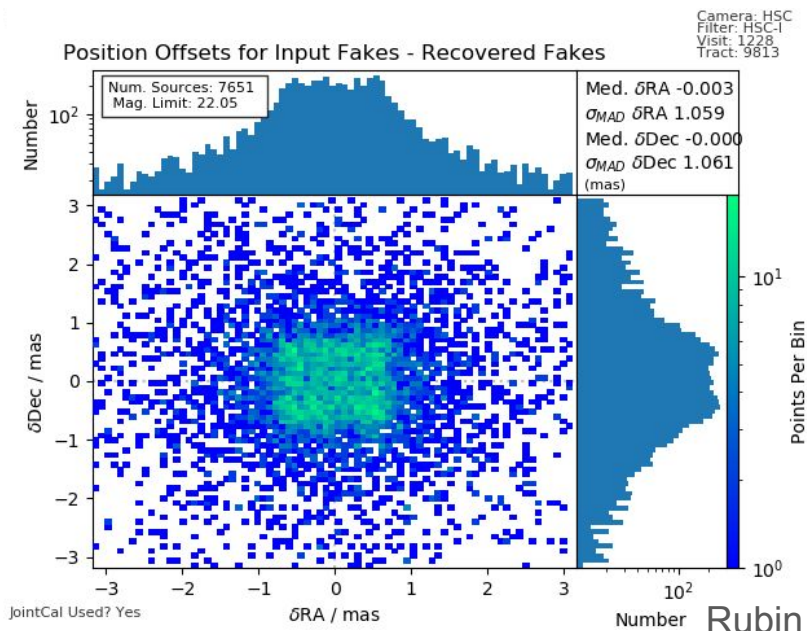 Camera: HSC
Filter: HSC-I
Visit: 1228
Tract: 9813
Position Offsets for Input Fakes - Recovered Fakes
Num. Sources: 7651
Mag. Limit: 22.05
Med. δRA -0.003
σMAD δRA 1.059
Med. δDec -0.000
σMAD δDec 1.061
(mas)
Number
10²
δDec / mas
3
2
1
0
−1
−2
−3
−3 −2 −1 0 1 2 3
δRA / mas
10²
Number
10¹
10⁰
Points Per Bin
JointCal Used? Yes
Rubin